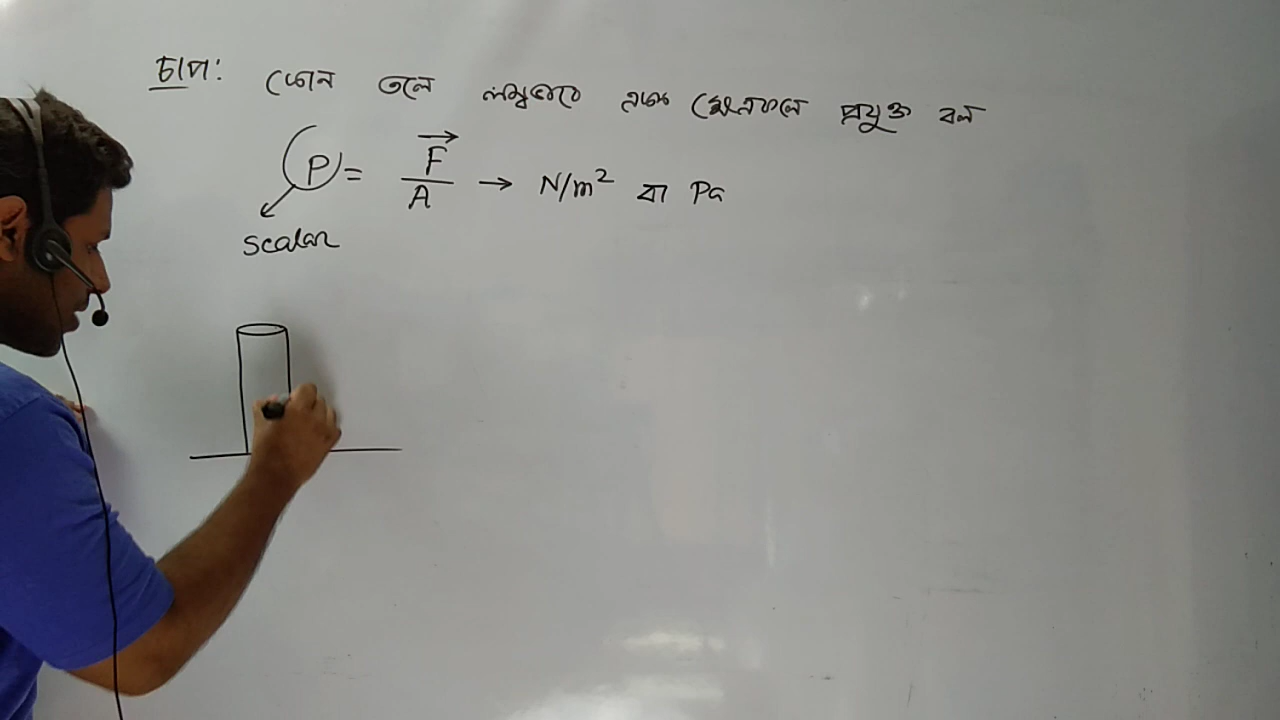 চাপ: কোন তলে লম্বভাবে একক ক্ষেত্রফলে প্রযুক্ত বল
P = F / A → N/m² বা Pa
scalar